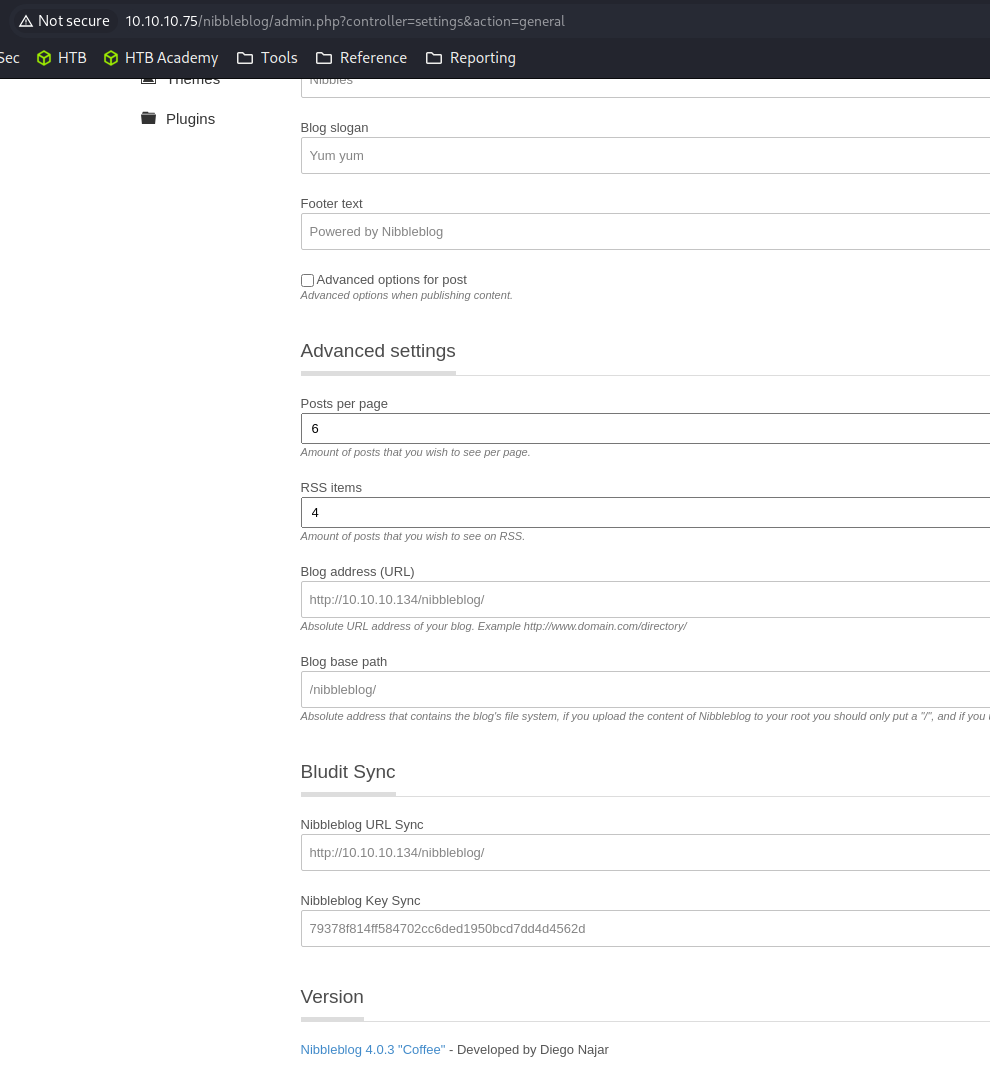 Not secure 10.10.10.75/nibbleblog/admin.php?controller=settings&action=general
Sec HTB HTB Academy Tools Reference Reporting
Themes
Nibbles
Plugins
Blog slogan
Yum yum
Footer text
Powered by Nibbleblog
Advanced options for post
Advanced options when publishing content.
Advanced settings
Posts per page
6
Amount of posts that you wish to see per page.
RSS items
4
Amount of posts that you wish to see on RSS.
Blog address (URL)
http://10.10.10.134/nibbleblog/
Absolute URL address of your blog. Example http://www.domain.com/directory/
Blog base path
/nibbleblog/
Absolute address that contains the blog's file system, if you upload the content of Nibbleblog to your root you should only put a "/", and if you
Bludit Sync
Nibbleblog URL Sync
http://10.10.10.134/nibbleblog/
Nibbleblog Key Sync
79378f814ff584702cc6ded1950bcd7dd4d4562d
Version
Nibbleblog 4.0.3 "Coffee" - Developed by Diego Najar